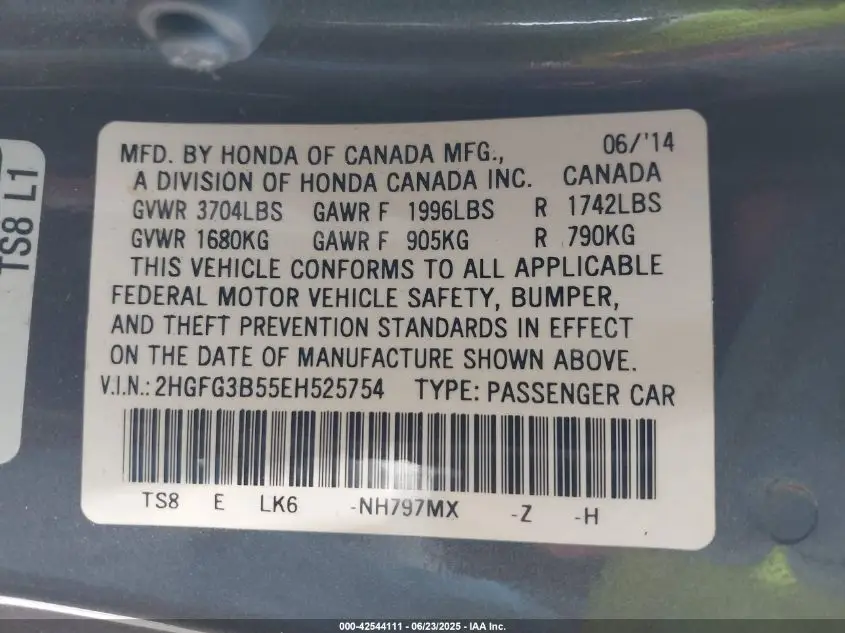 TS8 L1
MFD. BY HONDA OF CANADA MFG., 06/'14
A DIVISION OF HONDA CANADA INC. CANADA
GVWR 3704LBS GAWR F 1996LBS R 1742LBS
GVWR 1680KG GAWR F 905KG R 790KG
THIS VEHICLE CONFORMS TO ALL APPLICABLE
FEDERAL MOTOR VEHICLE SAFETY, BUMPER,
AND THEFT PREVENTION STANDARDS IN EFFECT
ON THE DATE OF MANUFACTURE SHOWN ABOVE.
V.I.N.: 2HGFG3B55EH525754 TYPE: PASSENGER CAR
TS8 E LK6 -NH797MX -Z -H
000-42544111 - 06/23/2025 - IAA Inc.